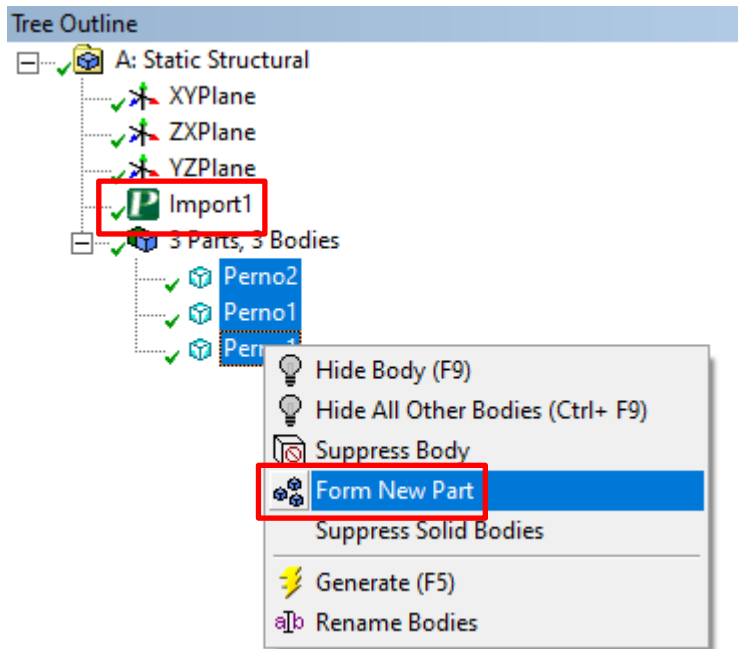 Tree Outline
A: Static Structural
XYPlane
ZXPlane
YZPlane
Import1
3 Parts, 3 Bodies
Perno2
Perno1
Perno1
Hide Body (F9)
Hide All Other Bodies (Ctrl+ F9)
Suppress Body
Form New Part
Suppress Solid Bodies
Generate (F5)
Rename Bodies